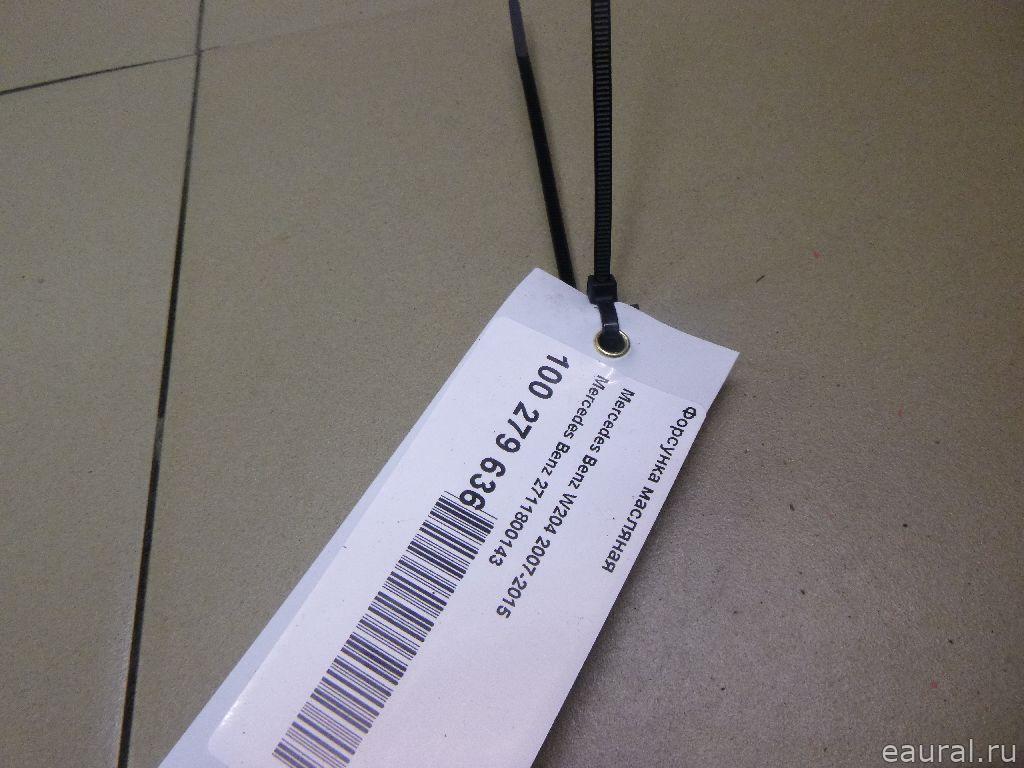 Форсунка масляная
Mercedes Benz W204 2007-2015
Mercedes Benz 2711800143
100 279 636
eaural.ru